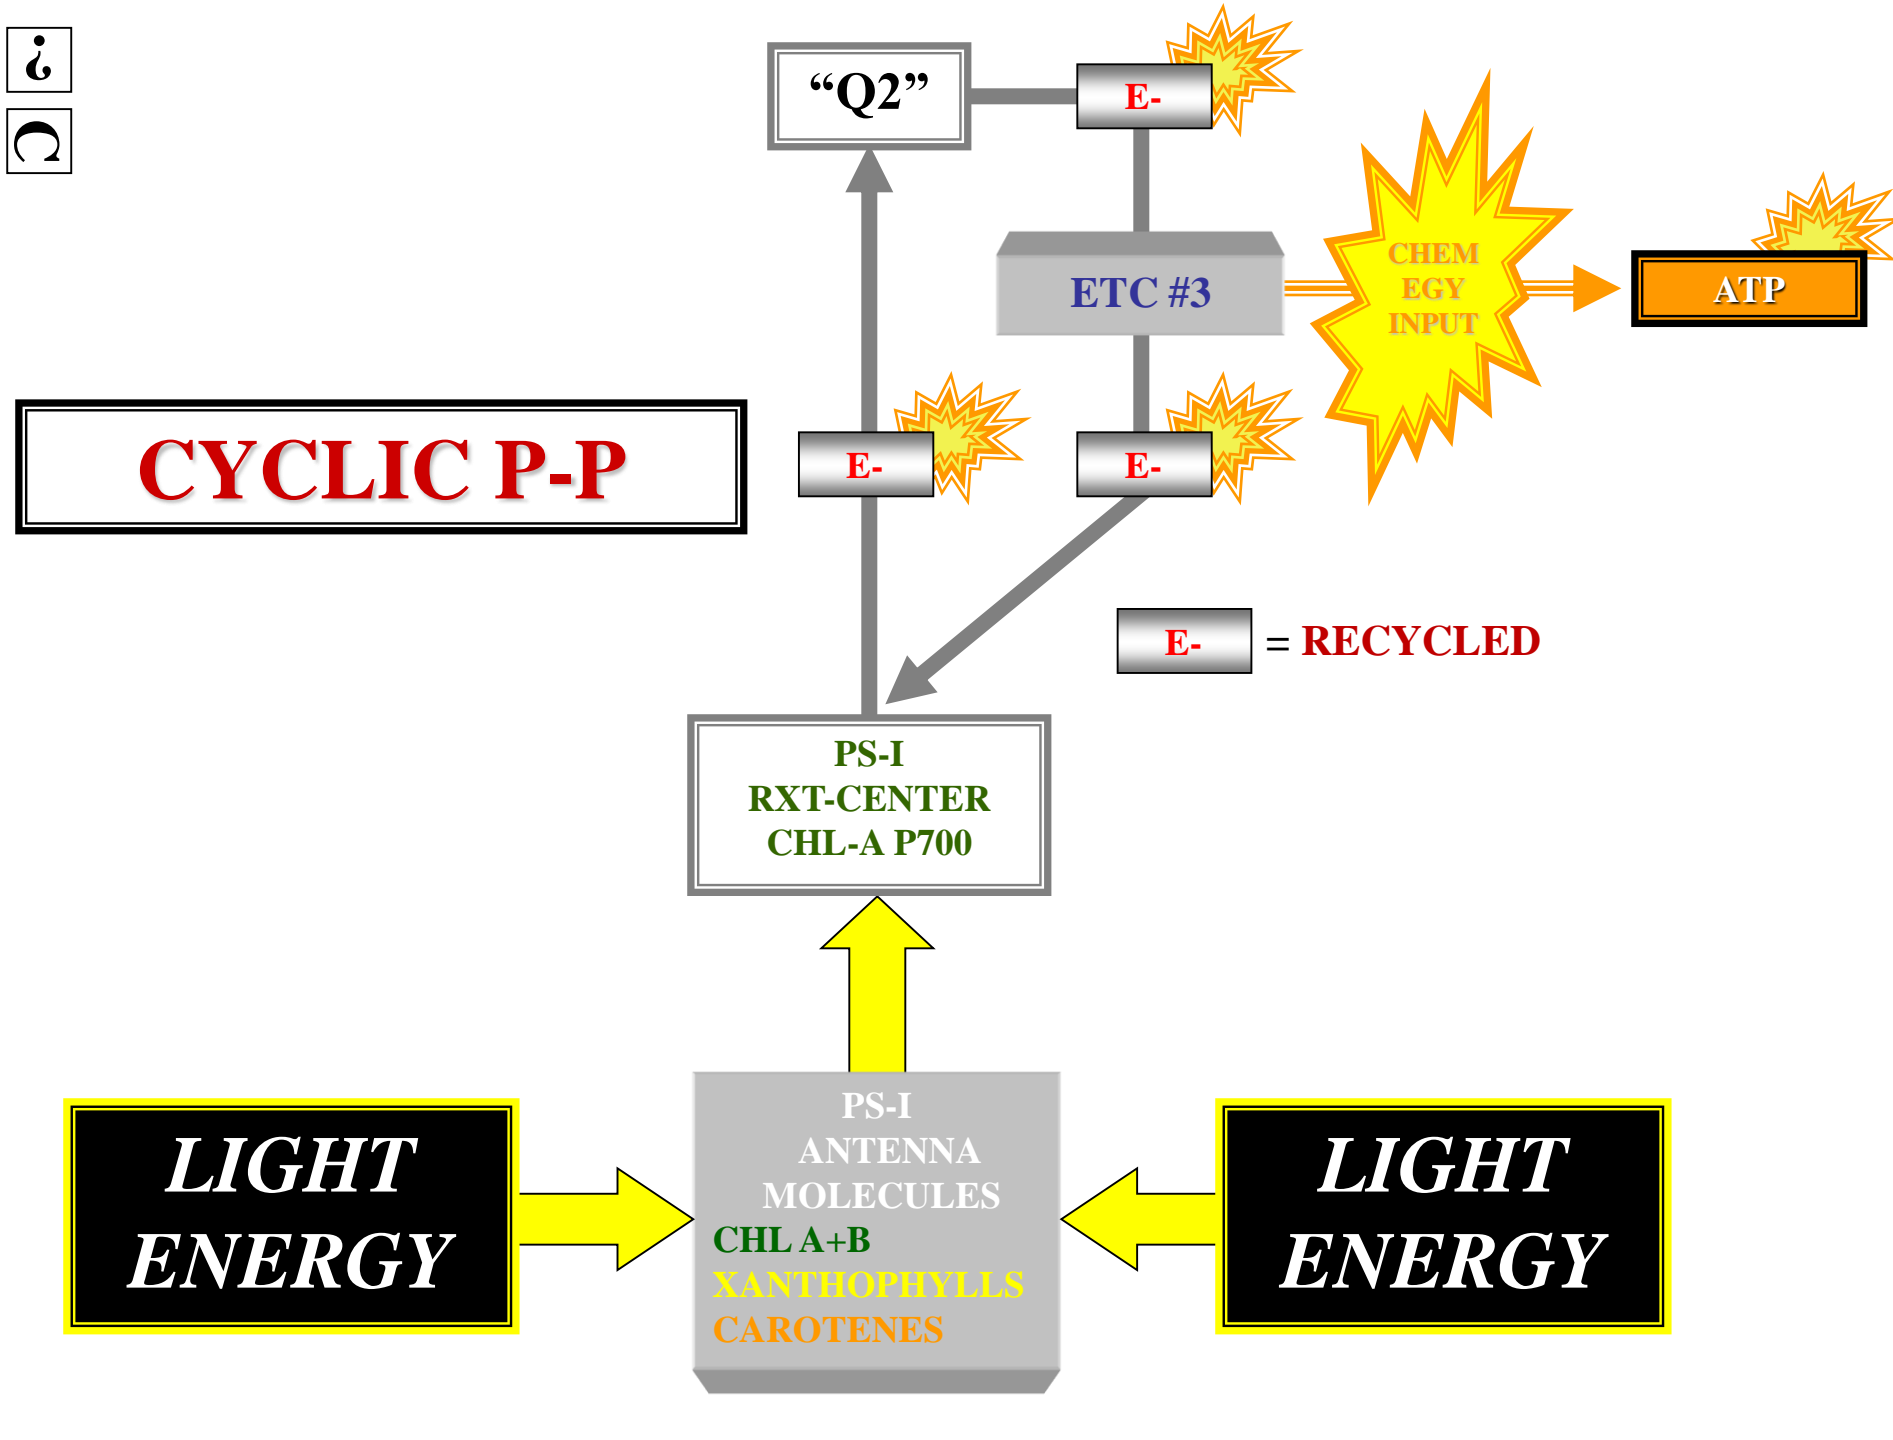 ¿
C
“Q2”
E-
CHEM
EGY
INPUT
ETC #3
ATP
CYCLIC P-P
E-
E-
E-
= RECYCLED
PS-I
RXT-CENTER
CHL-A P700
LIGHT
ENERGY
PS-I
ANTENNA
MOLECULES
CHL A+B
XANTHOPHYLLS
CAROTENES
LIGHT
ENERGY